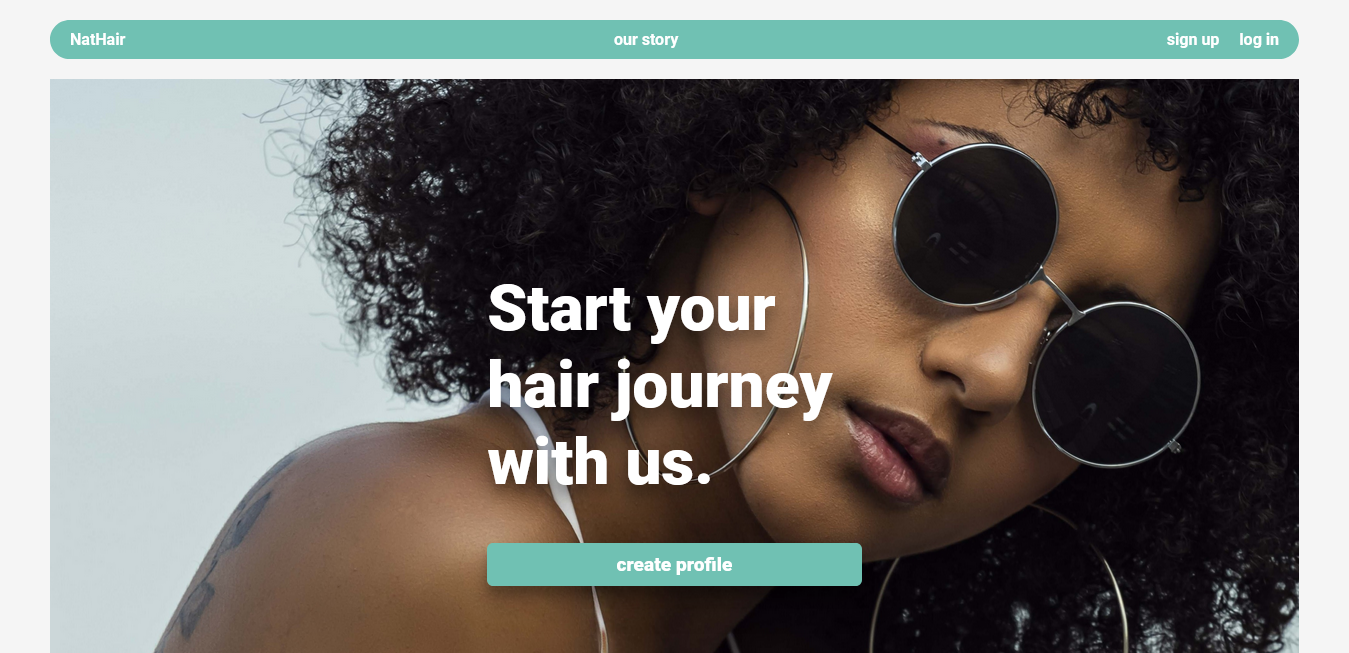 NatHair our story sign up log in
Start your
hair journey
with us.
create profile